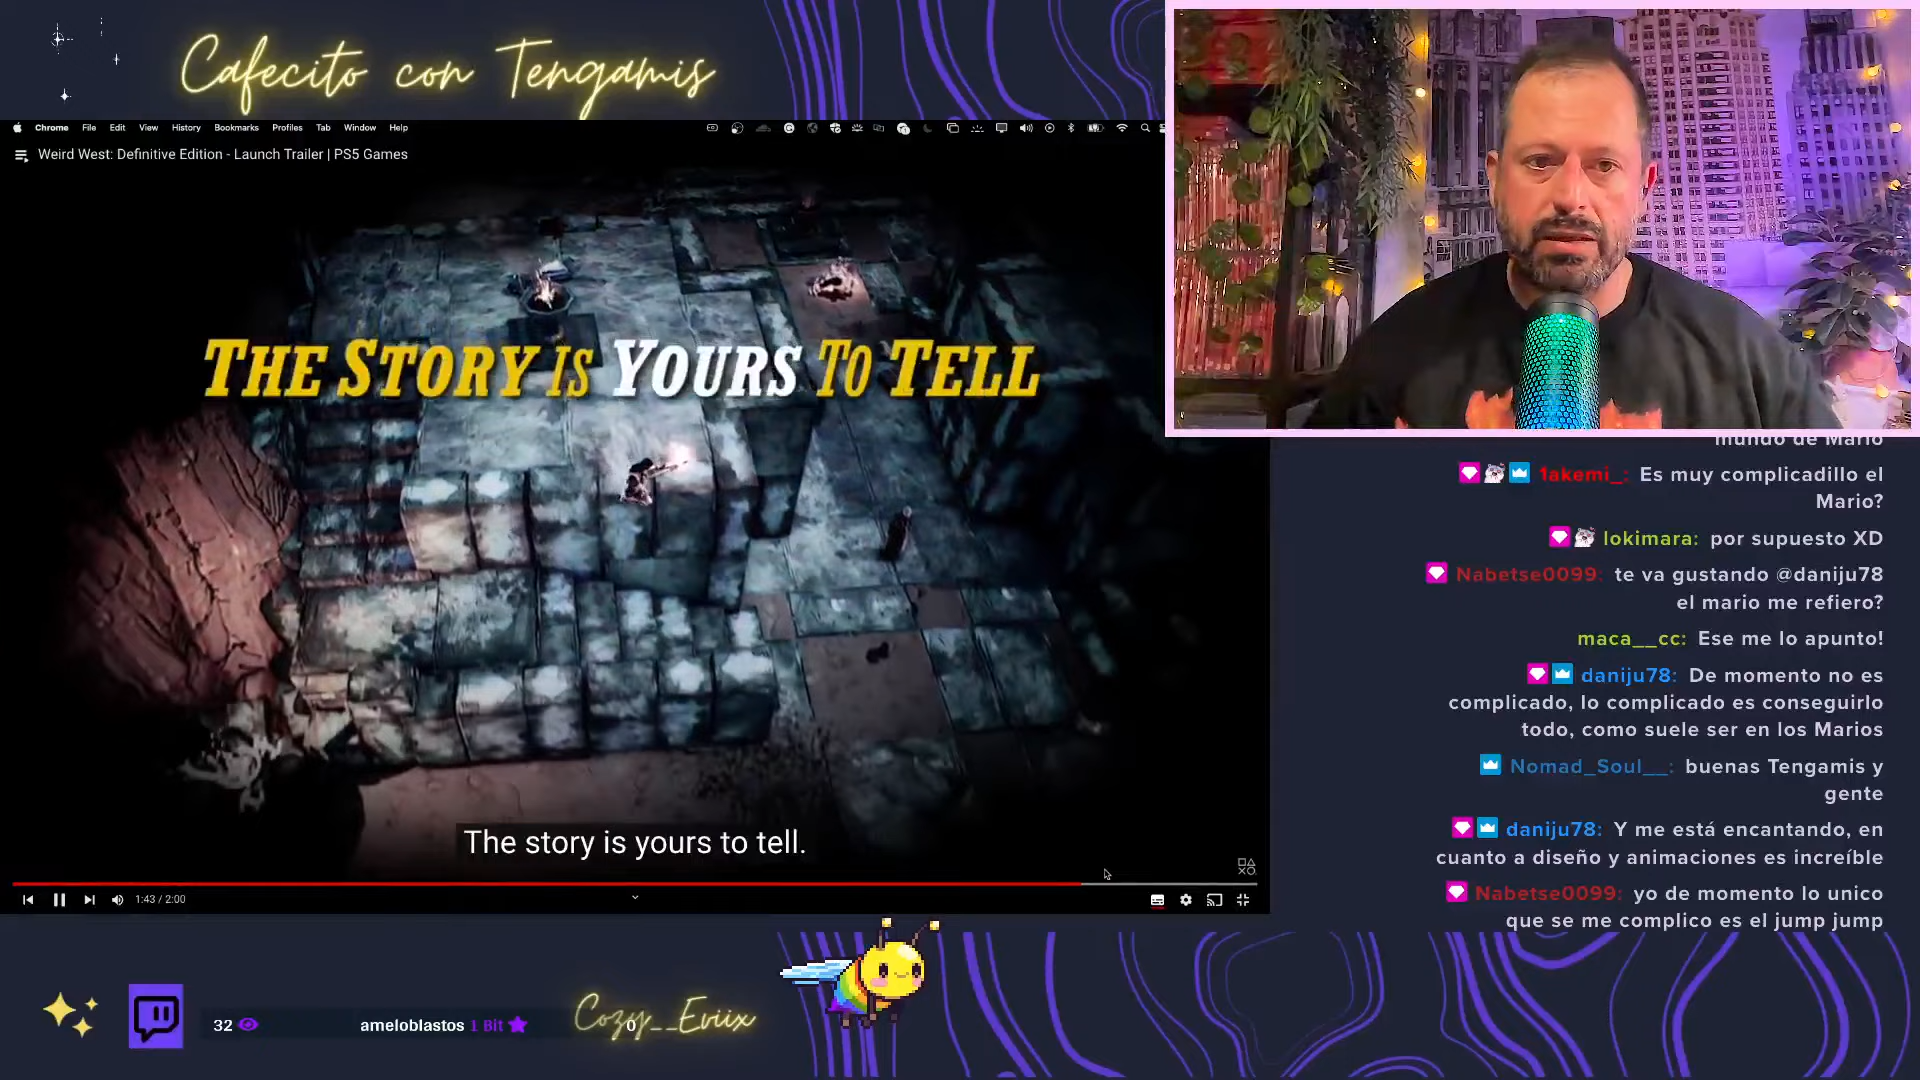 Cafecito con Tengamis
Chrome File Edit View History Bookmarks Profiles Tab Window Help
Weird West: Definitive Edition - Launch Trailer | PS5 Games
THE STORY IS YOURS TO TELL
The story is yours to tell.
1:43 / 2:00
mundo de Mario
1akemi_: Es muy complicadillo el
Mario?
lokimara: por supuesto XD
Nabetse0099: te va gustando @daniju78
el mario me refiero?
maca__cc: Ese me lo apunto!
daniju78: De momento no es
complicado, lo complicado es conseguirlo
todo, como suele ser en los Marios
Nomad_Soul__: buenas Tengamis y
gente
daniju78: Y me está encantando, en
cuanto a diseño y animaciones es increíble
Nabetse0099: yo de momento lo unico
que se me complico es el jump jump
32
ameloblastos 1 Bit
Cozy__Eviix
0